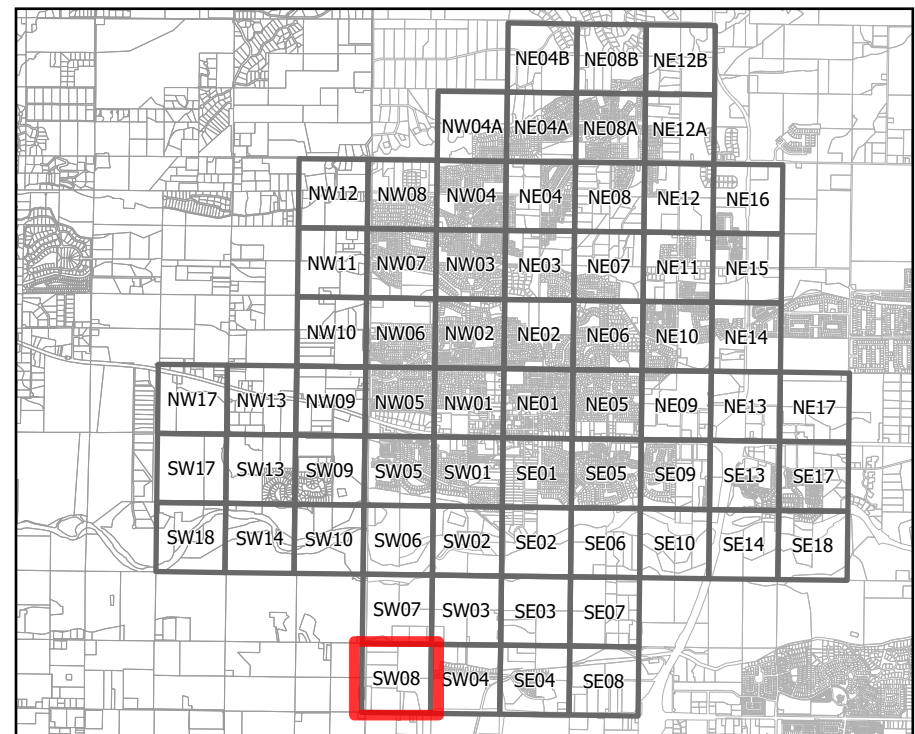 NE04B NE08B NE12B
NW04A NE04A NE08A NE12A
NW12 NW08 NW04 NE04 NE08 NE12 NE16
NW11 NW07 NW03 NE03 NE07 NE11 NE15
NW10 NW06 NW02 NE02 NE06 NE10 NE14
NW17 NW13 NW09 NW05 NW01 NE01 NE05 NE09 NE13 NE17
SW17 SW13 SW09 SW05 SW01 SE01 SE05 SE09 SE13 SE17
SW18 SW14 SW10 SW06 SW02 SE02 SE06 SE10 SE14 SE18
SW07 SW03 SE03 SE07
SW08 SW04 SE04 SE08